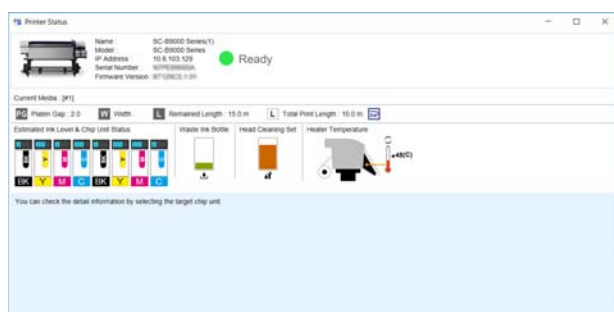 Printer Status
Name : SC-B9000 Series(1)
Model : SC-B9000 Series
IP Address : 10.8.103.129
Serial Number :
Firmware Version :
Ready
Current Media : [#1]
PG Platen Gap : 2.0 W Width : L Remained Length : 15.0 m L Total Print Length : 10.0 m
Estimated Ink Level & Chip Unit Status Waste Ink Bottle Head Cleaning Set Heater Temperature
48(C)
BK Y M C BK Y M C
You can check the detail information by selecting the target chip unit.